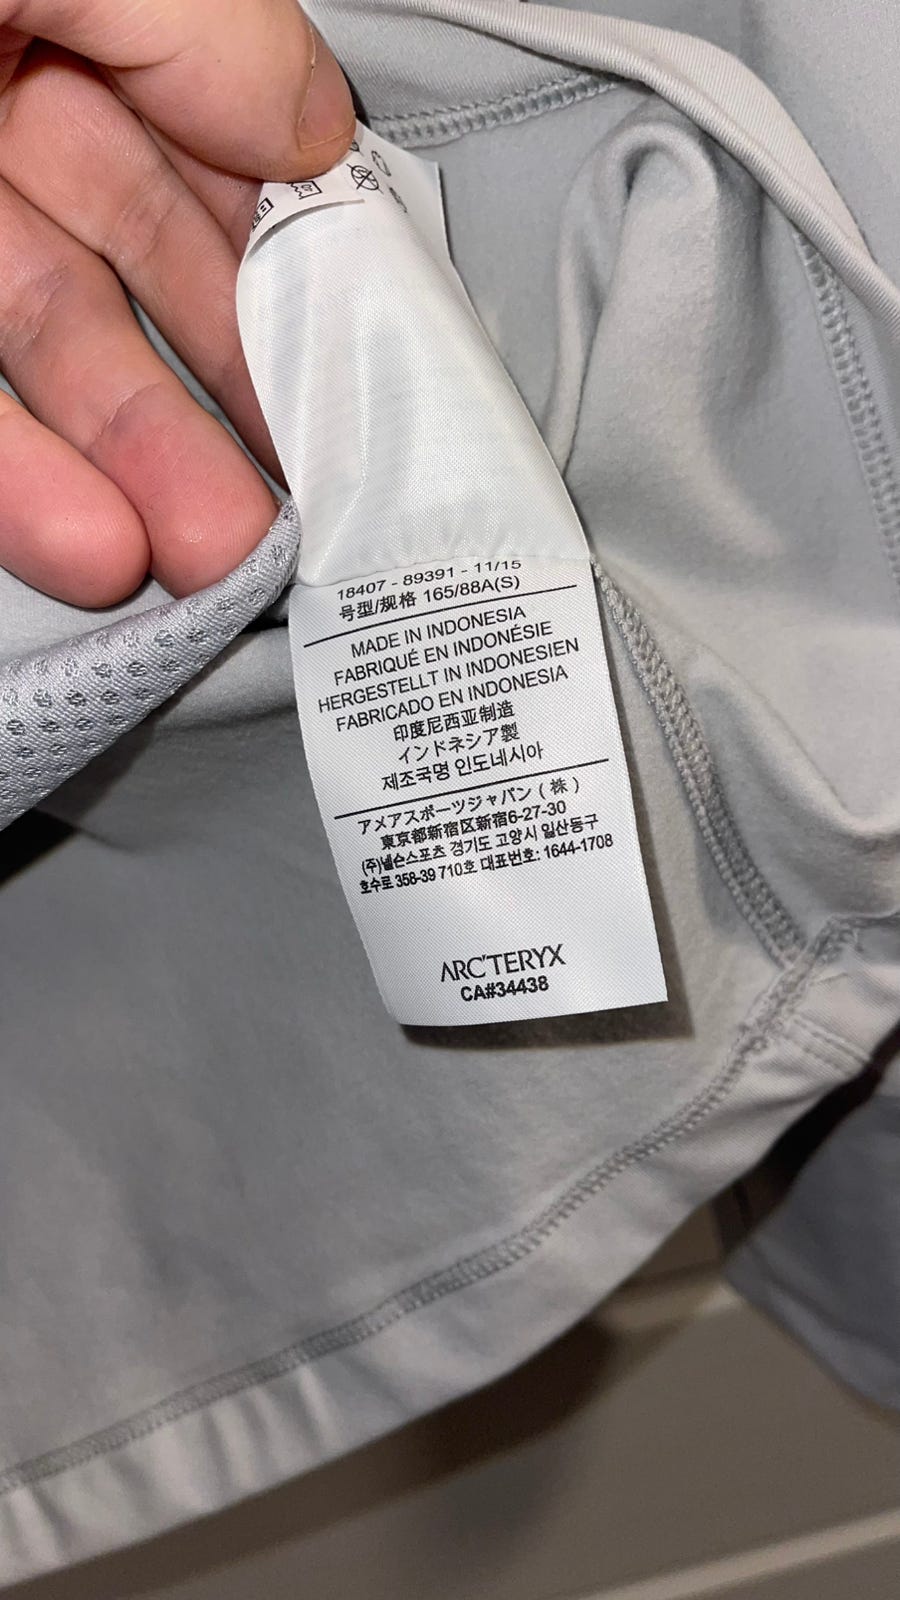 18407 - 89391 - 11/15
号型/规格 165/88A(S)
MADE IN INDONESIA
FABRIQUÉ EN INDONÉSIE
HERGESTELLT IN INDONESIEN
FABRICADO EN INDONESIA
印度尼西亚制造
インドネシア製
제조국명 인도네시아
アメアスポーツジャパン ( 株 )
東京都新宿区新宿6-27-30
(주)넬슨스포츠 경기도 고양시 일산동구
호수로 358-39 710호 대표번호: 1644-1708
ARC'TERYX
CA#34438